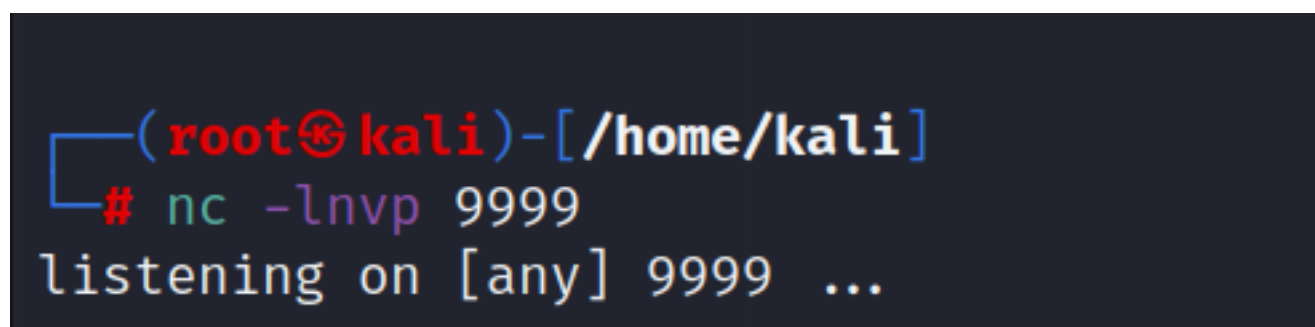 ┌──(root㉿kali)-[/home/kali]
└─# nc -lnvp 9999
listening on [any] 9999 ...